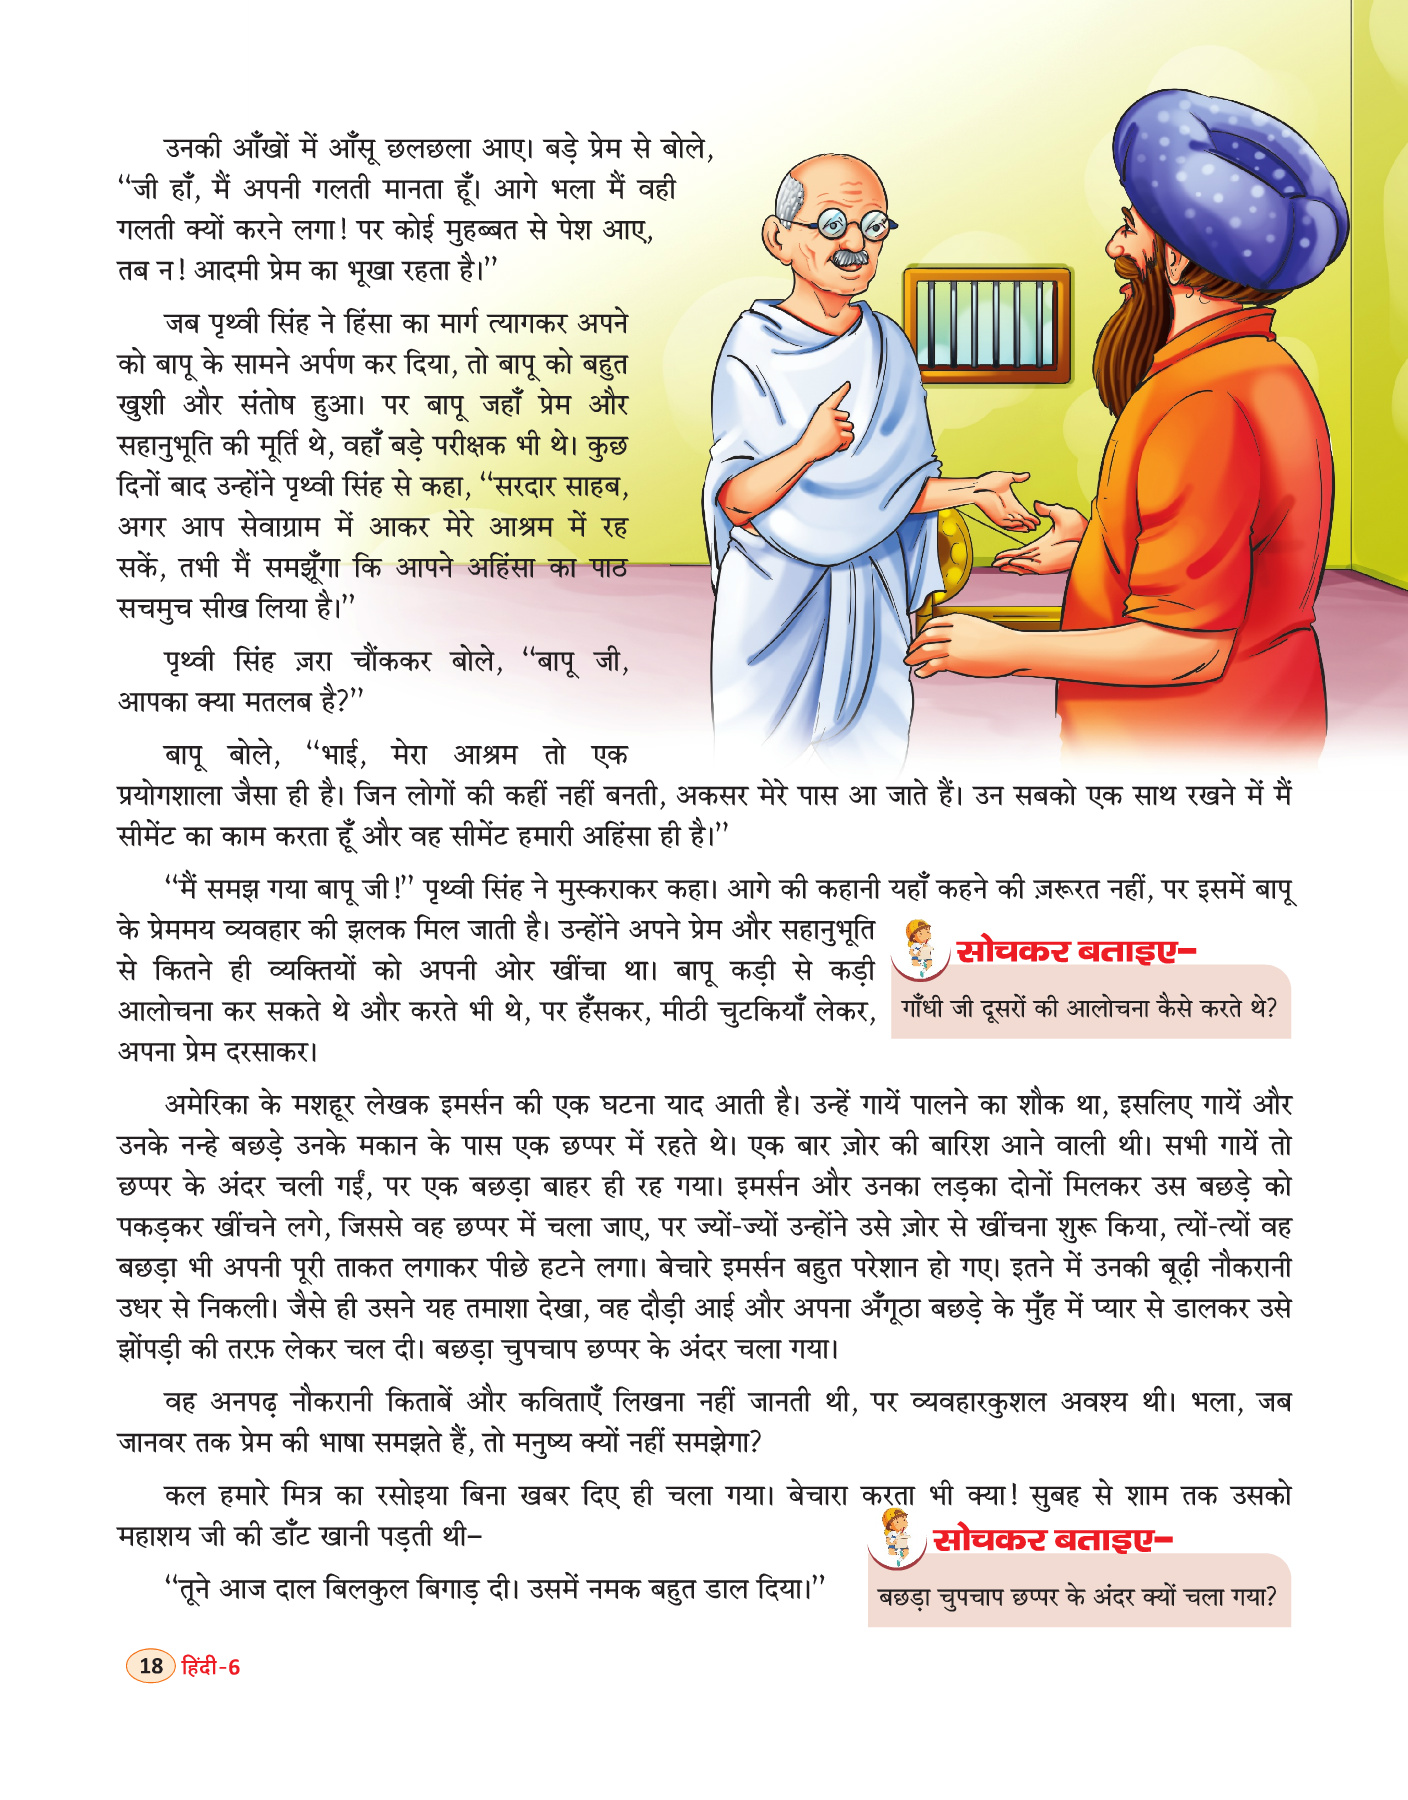 उनकी आँखों में आँसू छलछला आए। बड़े प्रेम से बोले,
“जी हाँ, मैं अपनी गलती मानता हूँ। आगे भला मैं वही
गलती क्यों करने लगा! पर कोई मुहब्बत से पेश आए,
तब न! आदमी प्रेम का भूखा रहता है।”
जब पृथ्वी सिंह ने हिंसा का मार्ग त्यागकर अपने
को बापू के सामने अर्पण कर दिया, तो बापू को बहुत
खुशी और संतोष हुआ। पर बापू जहाँ प्रेम और
सहानुभूति की मूर्ति थे, वहाँ बड़े परीक्षक भी थे। कुछ
दिनों बाद उन्होंने पृथ्वी सिंह से कहा, “सरदार साहब,
अगर आप सेवाग्राम में आकर मेरे आश्रम में रह
सकें, तभी मैं समझूँगा कि आपने अहिंसा का पाठ
सचमुच सीख लिया है।”
पृथ्वी सिंह ज़रा चौंककर बोले, “बापू जी,
आपका क्या मतलब है?”
बापू बोले, “भाई, मेरा आश्रम तो एक
प्रयोगशाला जैसा ही है। जिन लोगों की कहीं नहीं बनती, अकसर मेरे पास आ जाते हैं। उन सबको एक साथ रखने में मैं
सीमेंट का काम करता हूँ और वह सीमेंट हमारी अहिंसा ही है।”
“मैं समझ गया बापू जी!” पृथ्वी सिंह ने मुस्कराकर कहा। आगे की कहानी यहाँ कहने की ज़रूरत नहीं, पर इसमें बापू
के प्रेममय व्यवहार की झलक मिल जाती है। उन्होंने अपने प्रेम और सहानुभूति
से कितने ही व्यक्तियों को अपनी ओर खींचा था। बापू कड़ी से कड़ी
आलोचना कर सकते थे और करते भी थे, पर हँसकर, मीठी चुटकियाँ लेकर,
अपना प्रेम दरसाकर।
सोचकर बताइए–
गाँधी जी दूसरों की आलोचना कैसे करते थे?
अमेरिका के मशहूर लेखक इमर्सन की एक घटना याद आती है। उन्हें गायें पालने का शौक था, इसलिए गायें और
उनके नन्हे बछड़े उनके मकान के पास एक छप्पर में रहते थे। एक बार ज़ोर की बारिश आने वाली थी। सभी गायें तो
छप्पर के अंदर चली गईं, पर एक बछड़ा बाहर ही रह गया। इमर्सन और उनका लड़का दोनों मिलकर उस बछड़े को
पकड़कर खींचने लगे, जिससे वह छप्पर में चला जाए, पर ज्यों-ज्यों उन्होंने उसे ज़ोर से खींचना शुरू किया, त्यों-त्यों वह
बछड़ा भी अपनी पूरी ताकत लगाकर पीछे हटने लगा। बेचारे इमर्सन बहुत परेशान हो गए। इतने में उनकी बूढ़ी नौकरानी
उधर से निकली। जैसे ही उसने यह तमाशा देखा, वह दौड़ी आई और अपना अँगूठा बछड़े के मुँह में प्यार से डालकर उसे
झोंपड़ी की तरफ़ लेकर चल दी। बछड़ा चुपचाप छप्पर के अंदर चला गया।
वह अनपढ़ नौकरानी किताबें और कविताएँ लिखना नहीं जानती थी, पर व्यवहारकुशल अवश्य थी। भला, जब
जानवर तक प्रेम की भाषा समझते हैं, तो मनुष्य क्यों नहीं समझेगा?
कल हमारे मित्र का रसोइया बिना खबर दिए ही चला गया। बेचारा करता भी क्या! सुबह से शाम तक उसको
महाशय जी की डाँट खानी पड़ती थी–
“तूने आज दाल बिलकुल बिगाड़ दी। उसमें नमक बहुत डाल दिया।”
सोचकर बताइए–
बछड़ा चुपचाप छप्पर के अंदर क्यों चला गया?
18 हिंदी-6